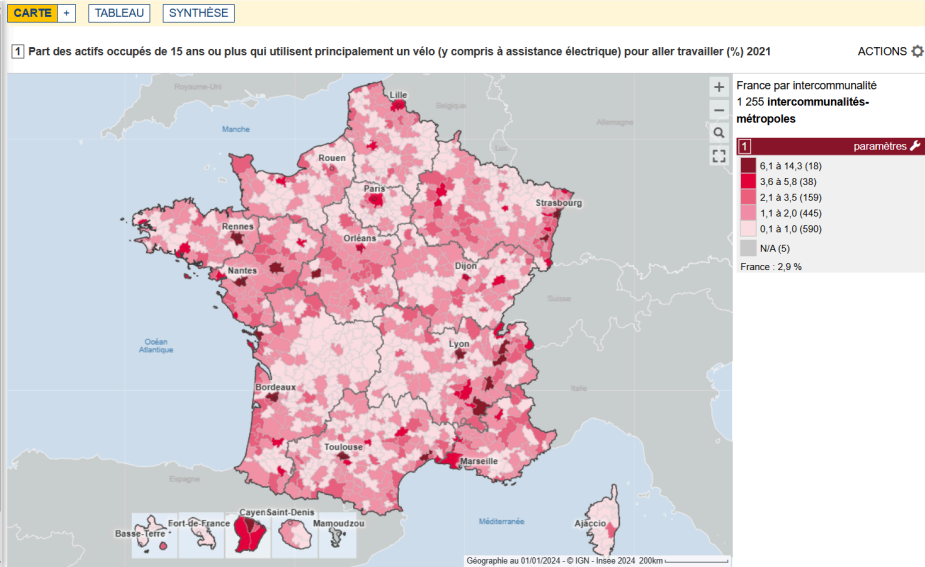 CARTE + TABLEAU SYNTHÈSE
1 Part des actifs occupés de 15 ans ou plus qui utilisent principalement un vélo (y compris à assistance électrique) pour aller travailler (%) 2021
ACTIONS
Royaume-Uni
Lille
Belgique
Manche
Allemagne
Lux.
Rouen
Paris
Strasbourg
Rennes
Orléans
Nantes
Dijon
Suisse
Océan
Atlantique
Lyon
Bordeaux
Italie
Toulouse
Marseille
Espagne
Cayen Saint-Denis
Fort-de-France
Mamoudzou
Basse-Terre
Méditerranée
Ajaccio
Géographie au 01/01/2024 - © IGN - Insee 2024 200km
+
−
France par intercommunalité
1 255 intercommunalités-
métropoles
1 paramètres
6,1 à 14,3 (18)
3,6 à 5,8 (38)
2,1 à 3,5 (159)
1,1 à 2,0 (445)
0,1 à 1,0 (590)
N/A (5)
France : 2,9 %